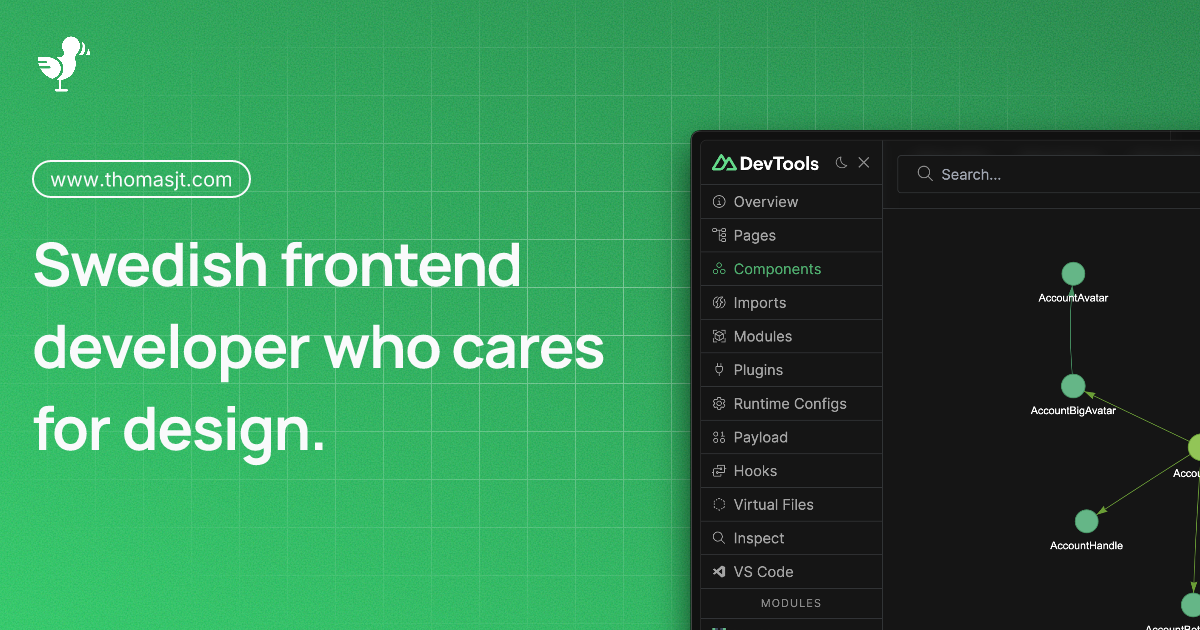 www.thomasjt.com
Swedish frontend
developer who cares
for design.
DevTools
Overview
Pages
Components
Imports
Modules
Plugins
Runtime Configs
Payload
Hooks
Virtual Files
Inspect
VS Code
MODULES
Search...
AccountAvatar
AccountBigAvatar
AccountHandle